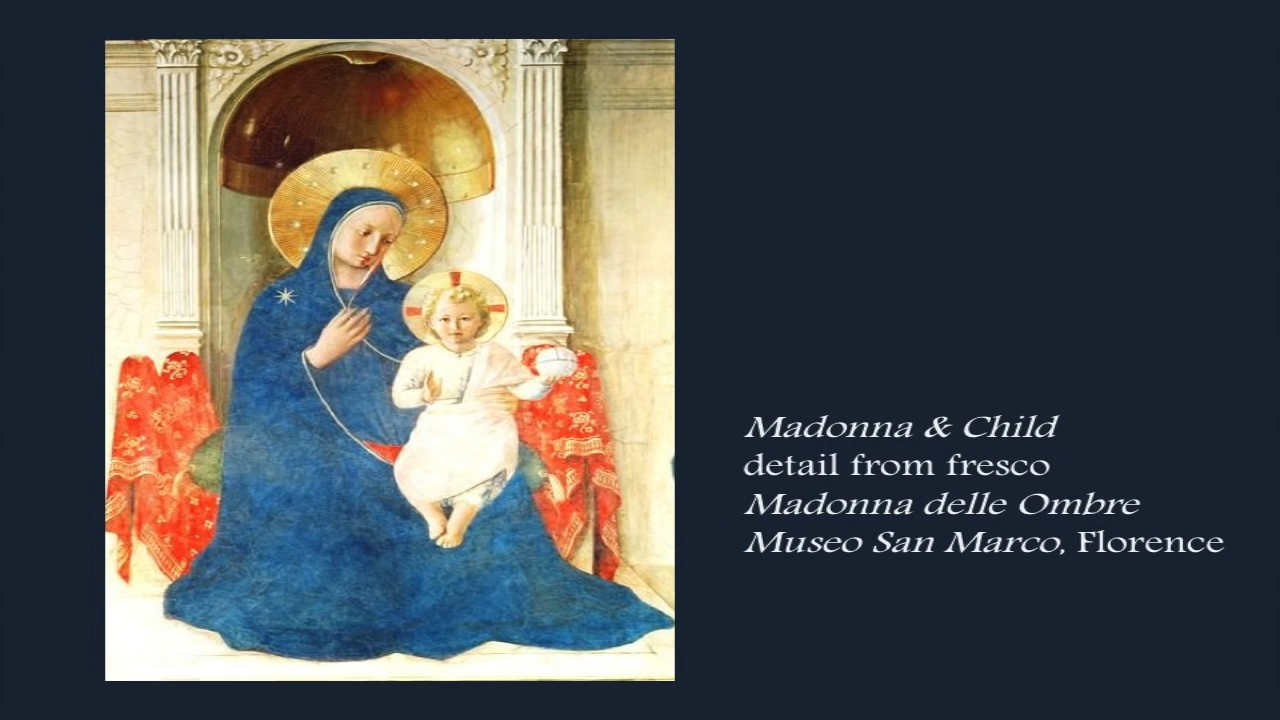 Madonna & Child
detail from fresco
Madonna delle Ombre
Museo San Marco, Florence